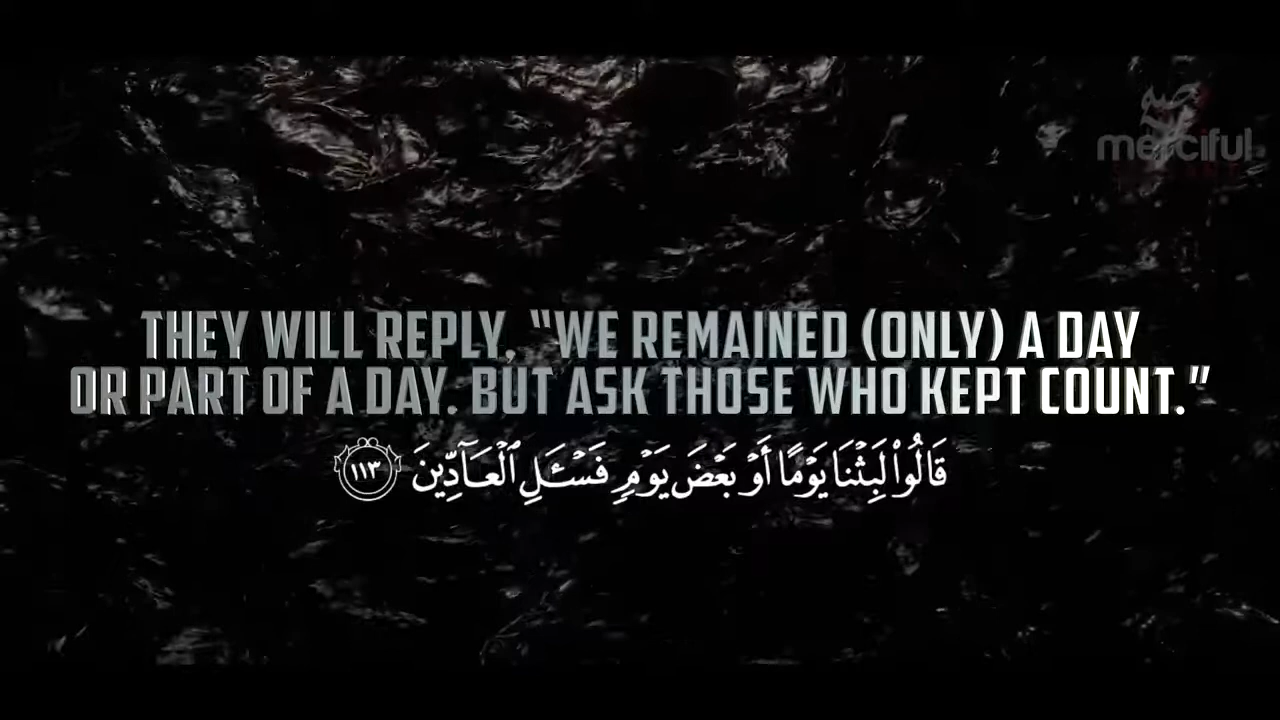 merciful
THEY WILL REPLY, "WE REMAINED (ONLY) A DAY
OR PART OF A DAY. BUT ASK THOSE WHO KEPT COUNT."
قَالُوا۟ لَبِثْنَا يَوْمًا أَوْ بَعْضَ يَوْمٍ فَسْـَٔلِ ٱلْعَآدِّينَ ١١٣